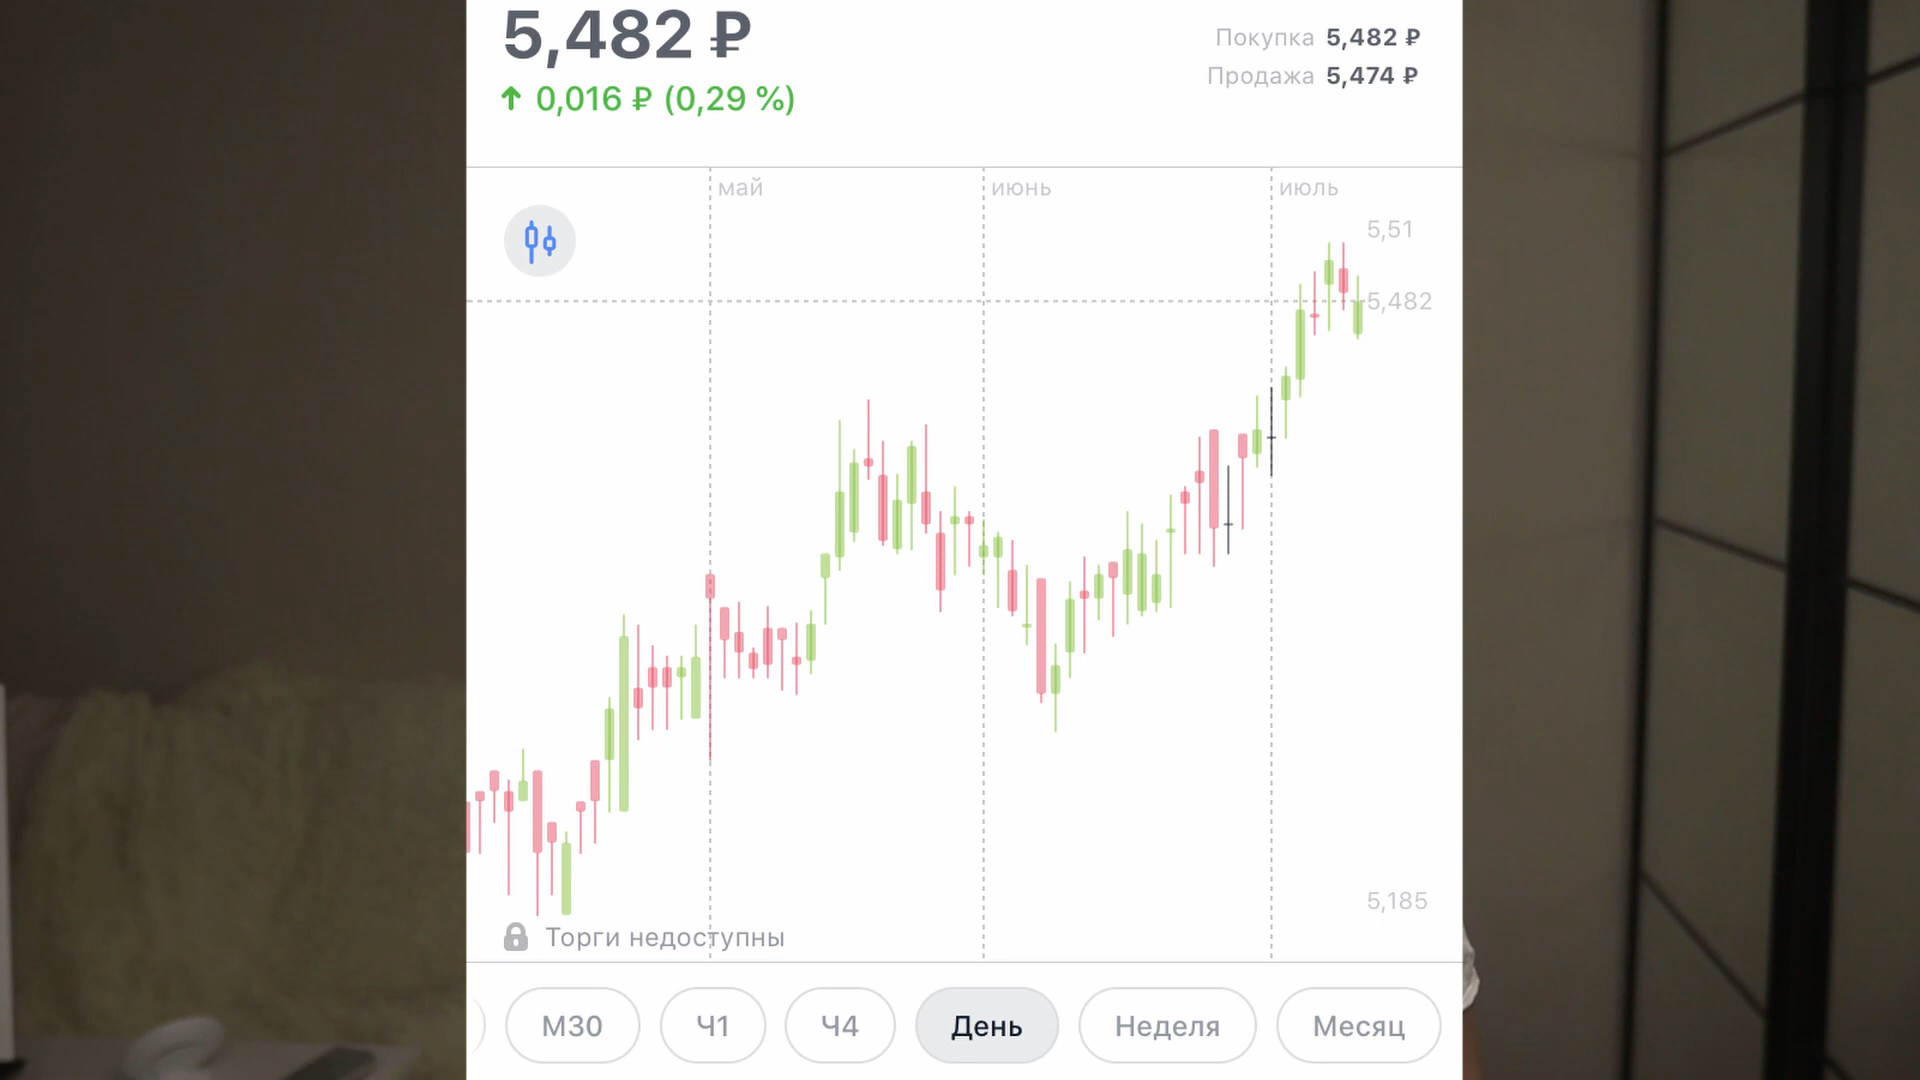 5,482 ₽
0,016 ₽ (0,29 %)
Покупка 5,482 ₽
Продажа 5,474 ₽
май
июнь
июль
5,51
5,482
5,185
Торги недоступны
М30
Ч1
Ч4
День
Неделя
Месяц